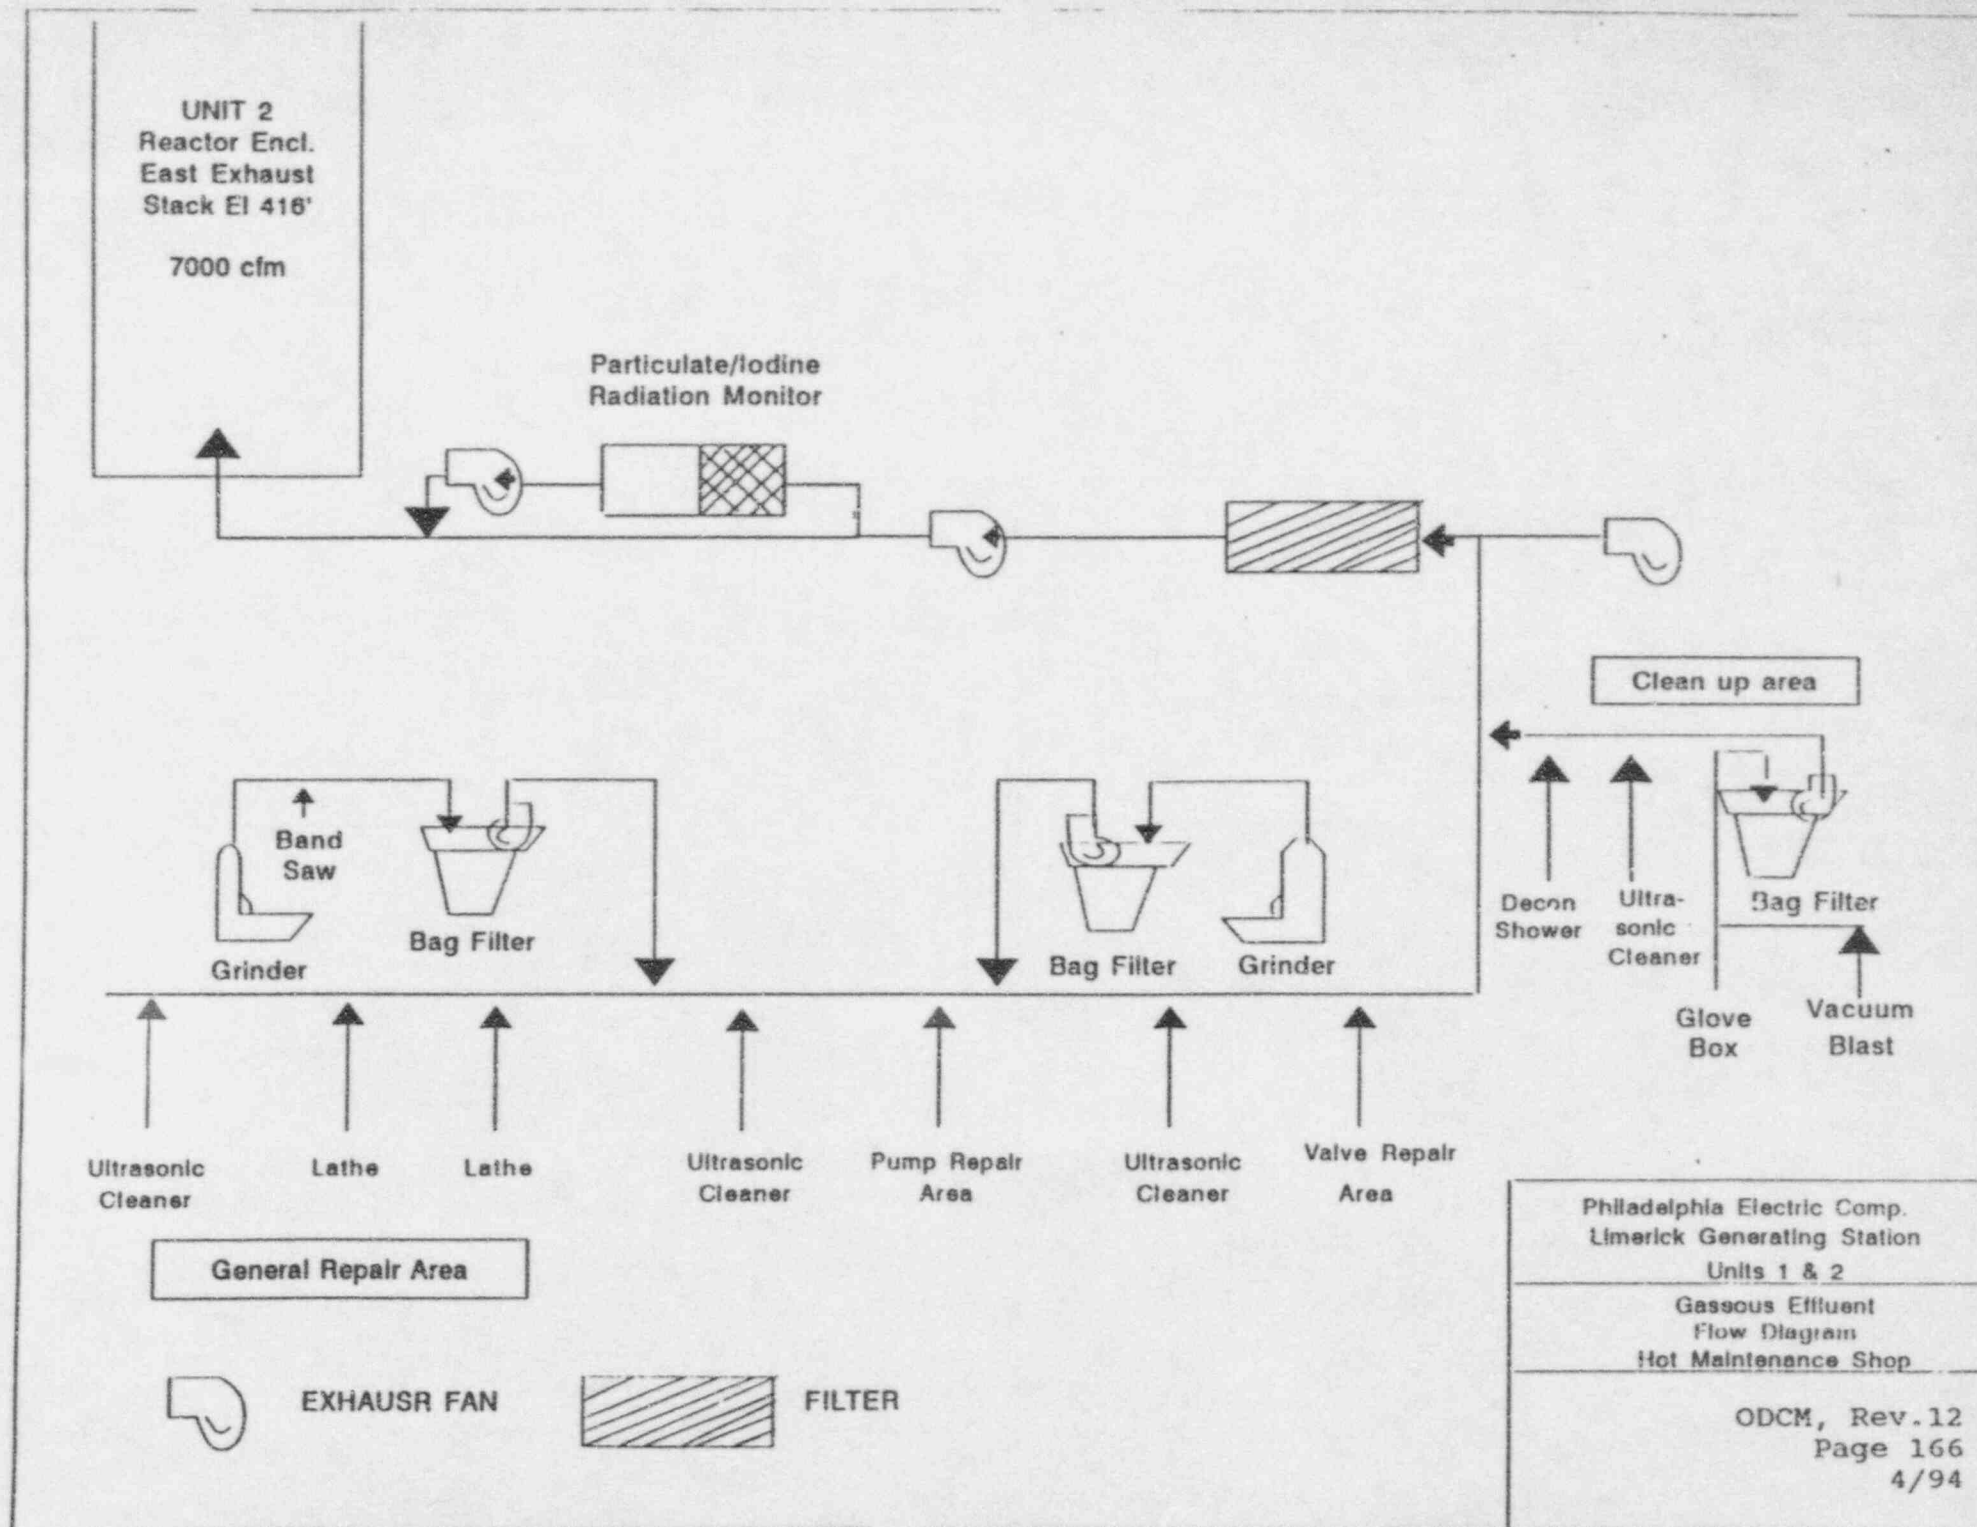 UNIT 2
Reactor Encl.
East Exhaust
Stack El 416'
7000 cfm
Particulate/Iodine
Radiation Monitor
Clean up area
Band
Saw
Bag Filter
Grinder
Bag Filter
Grinder
Decon
Shower
Ultra-
sonic
Cleaner
Bag Filter
Glove
Box
Vacuum
Blast
Ultrasonic
Cleaner
Lathe
Lathe
Ultrasonic
Cleaner
Pump Repair
Area
Ultrasonic
Cleaner
Valve Repair
Area
General Repair Area
EXHAUSR FAN
FILTER
Philadelphia Electric Comp.
Limerick Generating Station
Units 1 & 2
Gassous Effluent
Flow Diagram
Hot Maintenance Shop
ODCM, Rev.12
Page 166
4/94